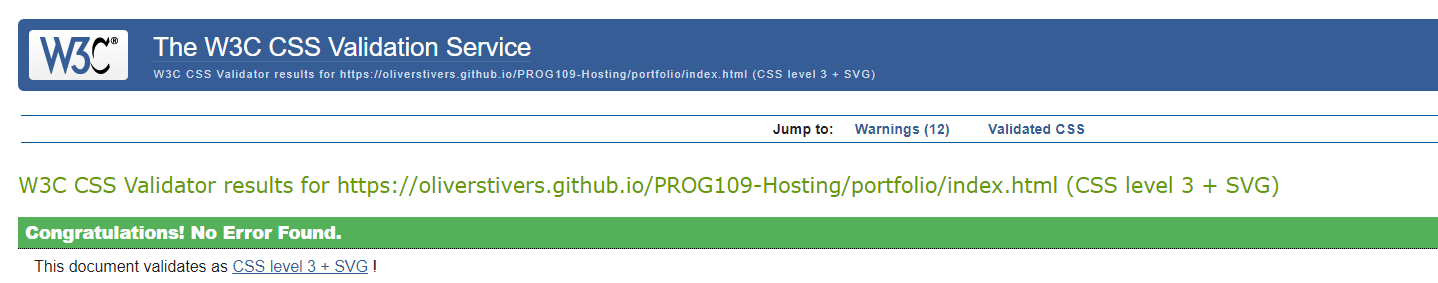 W3C®
The W3C CSS Validation Service
W3C CSS Validator results for https://oliverstivers.github.io/PROG109-Hosting/portfolio/index.html (CSS level 3 + SVG)
Jump to: Warnings (12) Validated CSS
W3C CSS Validator results for https://oliverstivers.github.io/PROG109-Hosting/portfolio/index.html (CSS level 3 + SVG)
Congratulations! No Error Found.
This document validates as CSS level 3 + SVG !